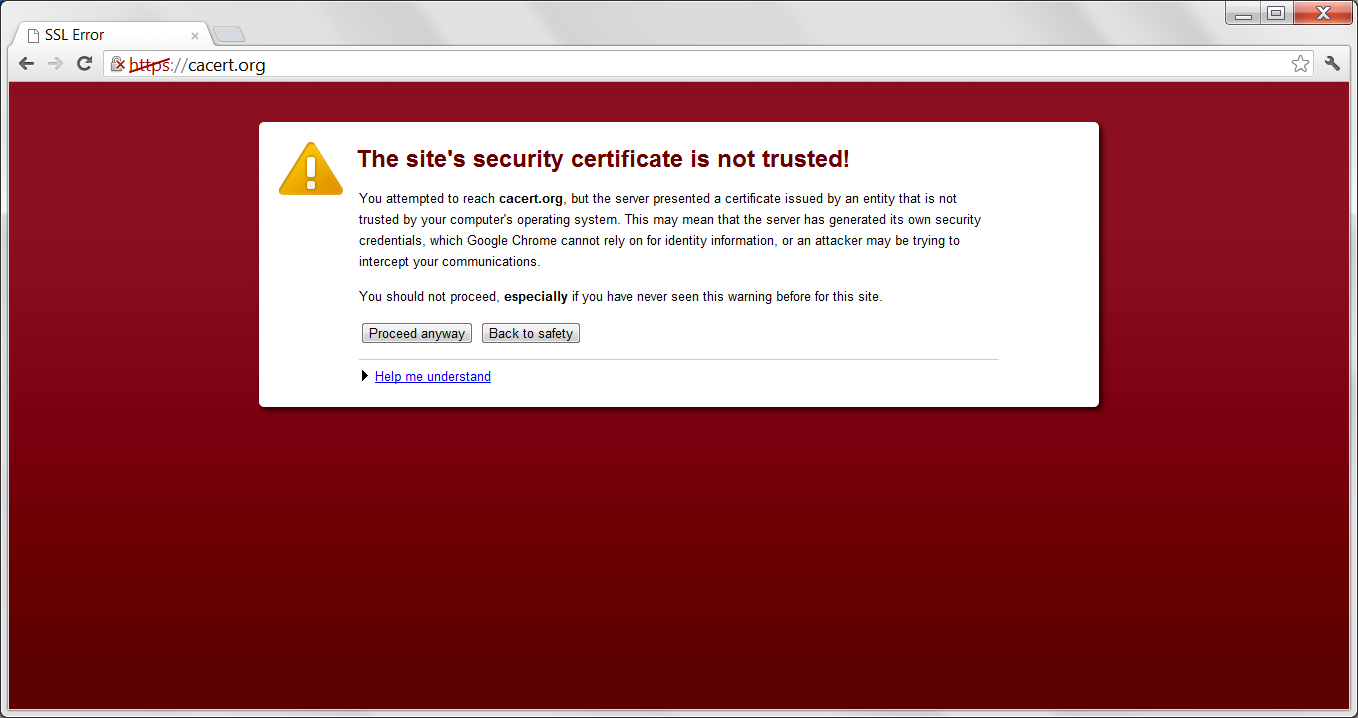 SSL Error
https://cacert.org
The site's security certificate is not trusted!
You attempted to reach cacert.org, but the server presented a certificate issued by an entity that is not
trusted by your computer's operating system. This may mean that the server has generated its own security
credentials, which Google Chrome cannot rely on for identity information, or an attacker may be trying to
intercept your communications.
You should not proceed, especially if you have never seen this warning before for this site.
Proceed anyway Back to safety
Help me understand